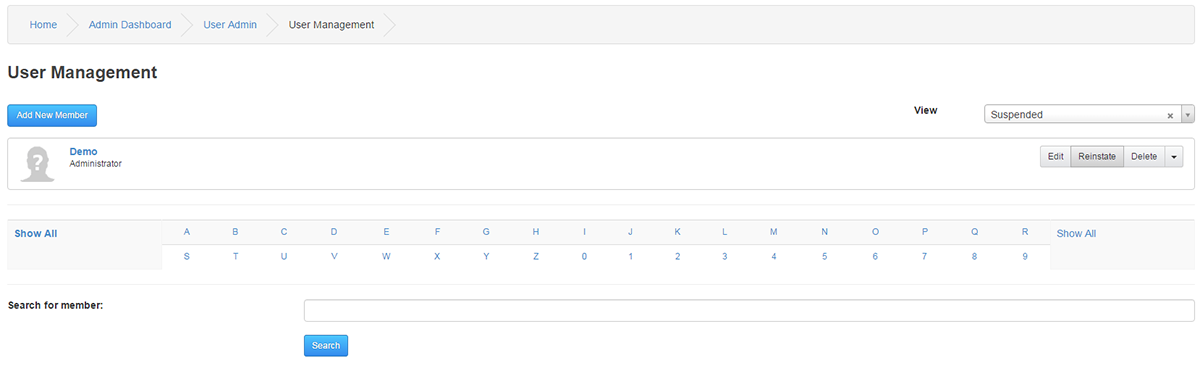 Home Admin Dashboard User Admin User Management
User Management
Add New Member View Suspended ×
Demo
Administrator
Edit Reinstate Delete
Show All A B C D E F G H I J K L M N O P Q R Show All
S T U V W X Y Z 0 1 2 3 4 5 6 7 8 9
Search for member:
Search